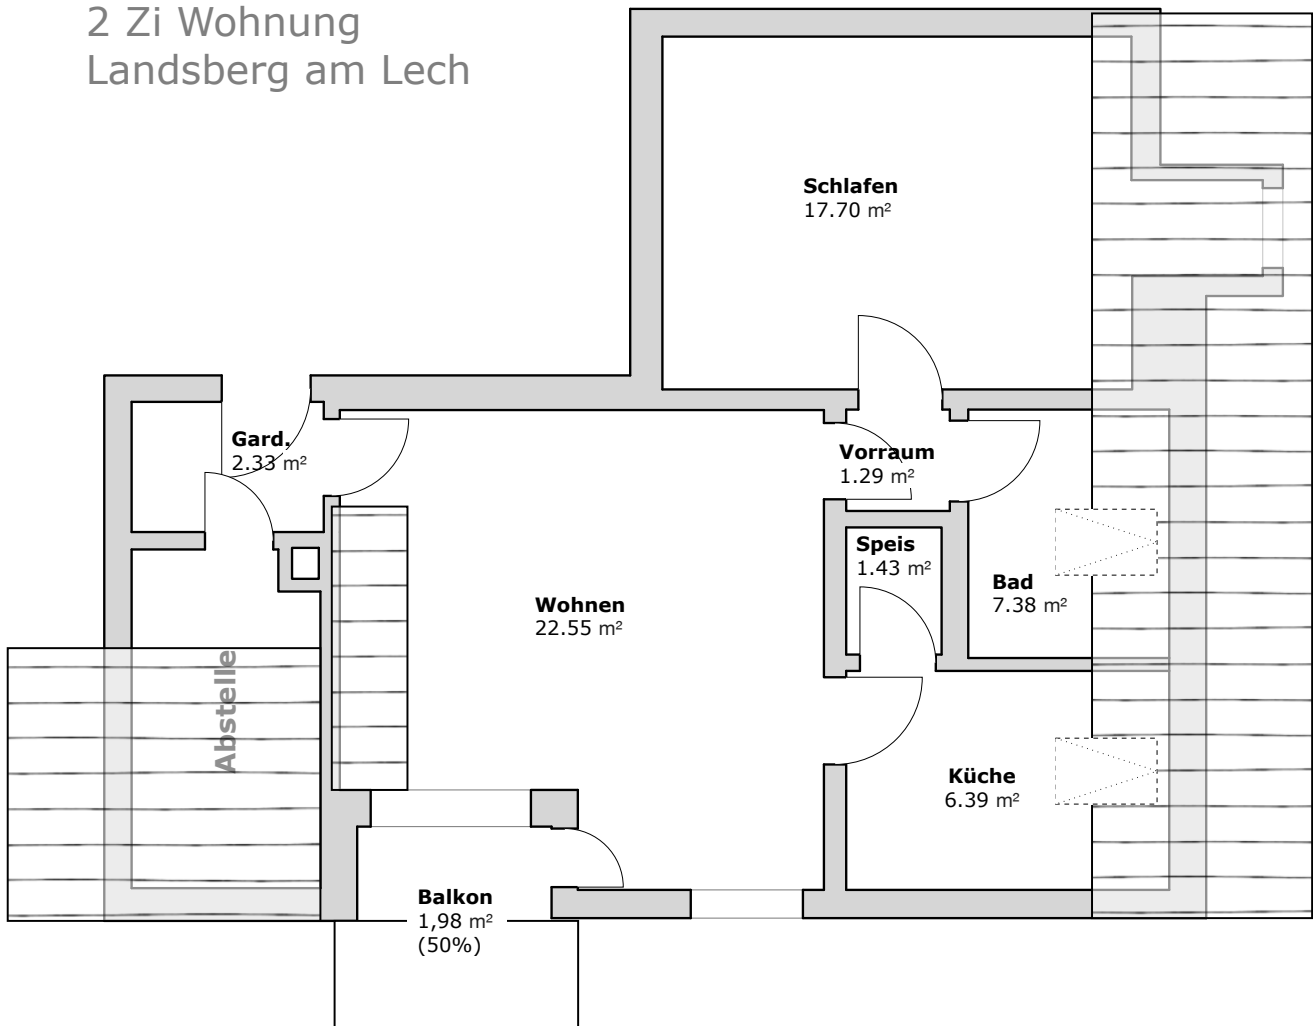 2 Zi Wohnung
Landsberg am Lech
Schlafen
17.70 m²
Gard.
2.33 m²
Vorraum
1.29 m²
Speis
1.43 m²
Bad
7.38 m²
Wohnen
22.55 m²
Abstelle
Küche
6.39 m²
Balkon
1,98 m²
(50%)